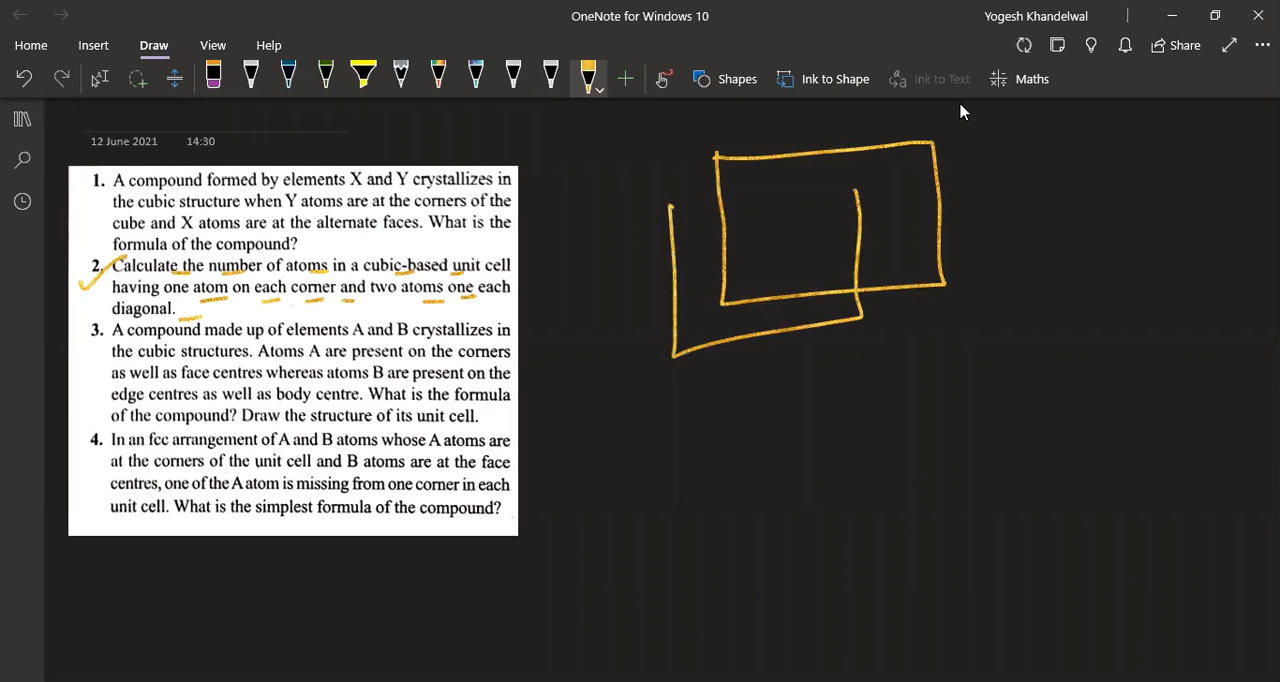 OneNote for Windows 10
Yogesh Khandelwal
Home Insert Draw View Help
Share
Shapes Ink to Shape Ink to Text Maths
12 June 2021 14:30
1. A compound formed by elements X and Y crystallizes in
the cubic structure when Y atoms are at the corners of the
cube and X atoms are at the alternate faces. What is the
formula of the compound?
2. Calculate the number of atoms in a cubic-based unit cell
having one atom on each corner and two atoms one each
diagonal.
3. A compound made up of elements A and B crystallizes in
the cubic structures. Atoms A are present on the corners
as well as face centres whereas atoms B are present on the
edge centres as well as body centre. What is the formula
of the compound? Draw the structure of its unit cell.
4. In an fcc arrangement of A and B atoms whose A atoms are
at the corners of the unit cell and B atoms are at the face
centres, one of the A atom is missing from one corner in each
unit cell. What is the simplest formula of the compound?